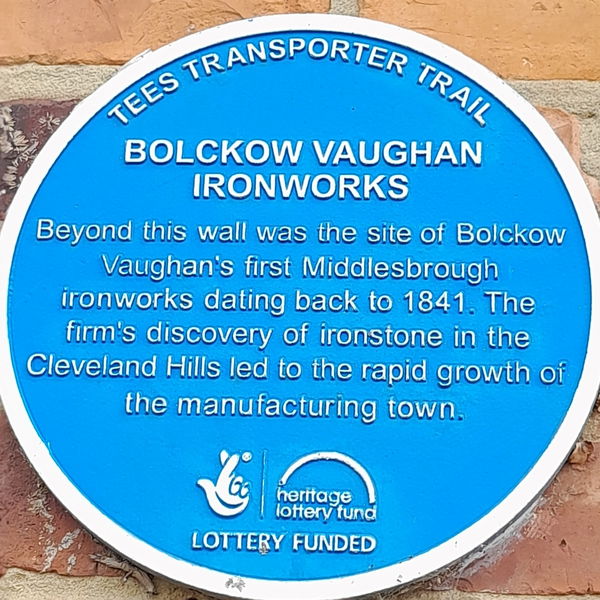 TEES TRANSPORTER TRAIL
BOLCKOW VAUGHAN
IRONWORKS
Beyond this wall was the site of Bolckow
Vaughan's first Middlesbrough
ironworks dating back to 1841. The
firm's discovery of ironstone in the
Cleveland Hills led to the rapid growth of
the manufacturing town.
heritage
lottery fund
LOTTERY FUNDED